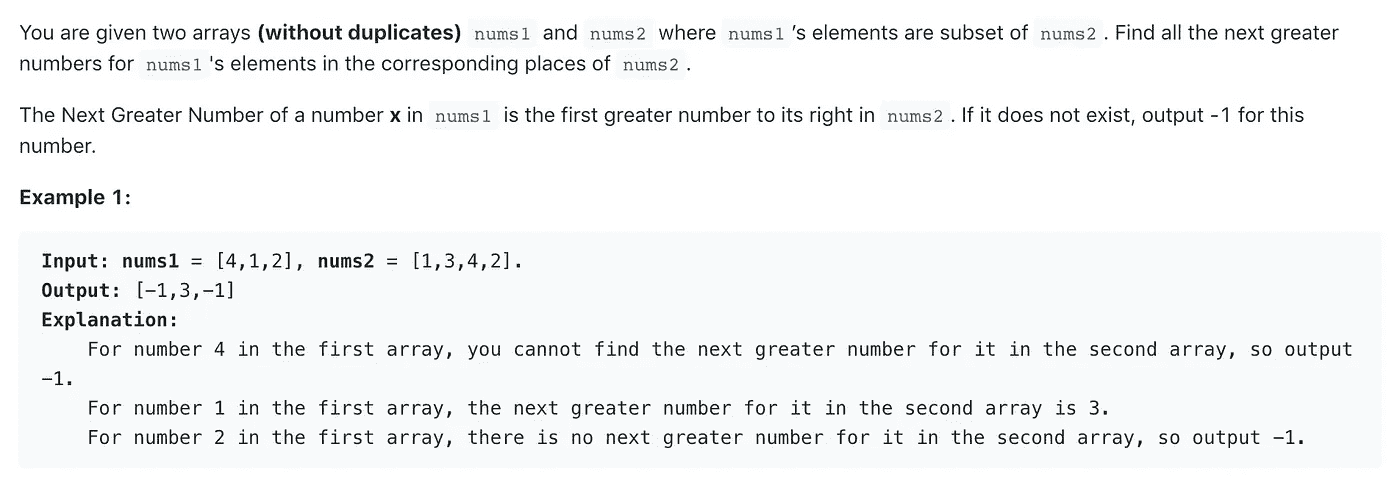 You are given two arrays (without duplicates) nums1 and nums2 where nums1 ’s elements are subset of nums2 . Find all the next greater
numbers for nums1 's elements in the corresponding places of nums2 .
The Next Greater Number of a number x in nums1 is the first greater number to its right in nums2 . If it does not exist, output -1 for this
number.
Example 1:
Input: nums1 = [4,1,2], nums2 = [1,3,4,2].
Output: [-1,3,-1]
Explanation:
For number 4 in the first array, you cannot find the next greater number for it in the second array, so output
-1.
For number 1 in the first array, the next greater number for it in the second array is 3.
For number 2 in the first array, there is no next greater number for it in the second array, so output -1.